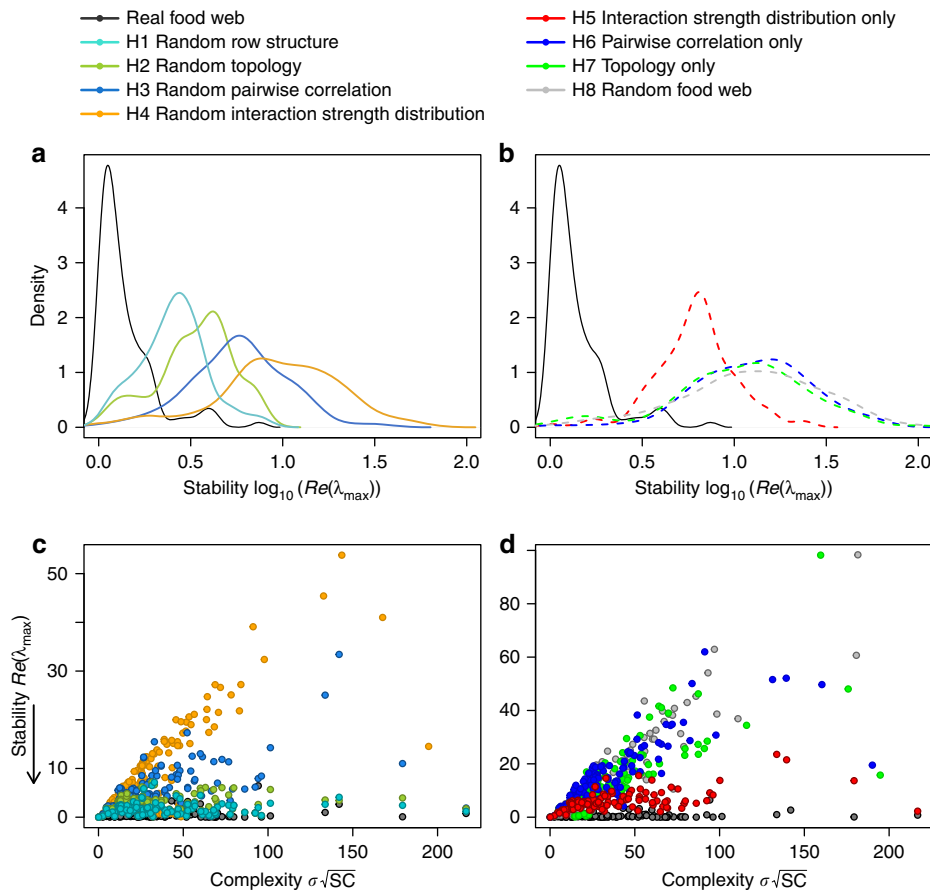 Real food web
H1 Random row structure
H2 Random topology
H3 Random pairwise correlation
H4 Random interaction strength distribution
H5 Interaction strength distribution only
H6 Pairwise correlation only
H7 Topology only
H8 Random food web
a
4
3
2
1
0
Density
0.0 0.5 1.0 1.5 2.0
Stability log10 (Re(λmax))
b
4
3
2
1
0
0.0 0.5 1.0 1.5 2.0
Stability log10 (Re(λmax))
c
50
30
10
0
Stability Re(λmax)
0 50 100 150 200
Complexity σ√SC
d
80
60
40
20
0
0 50 100 150 200
Complexity σ√SC